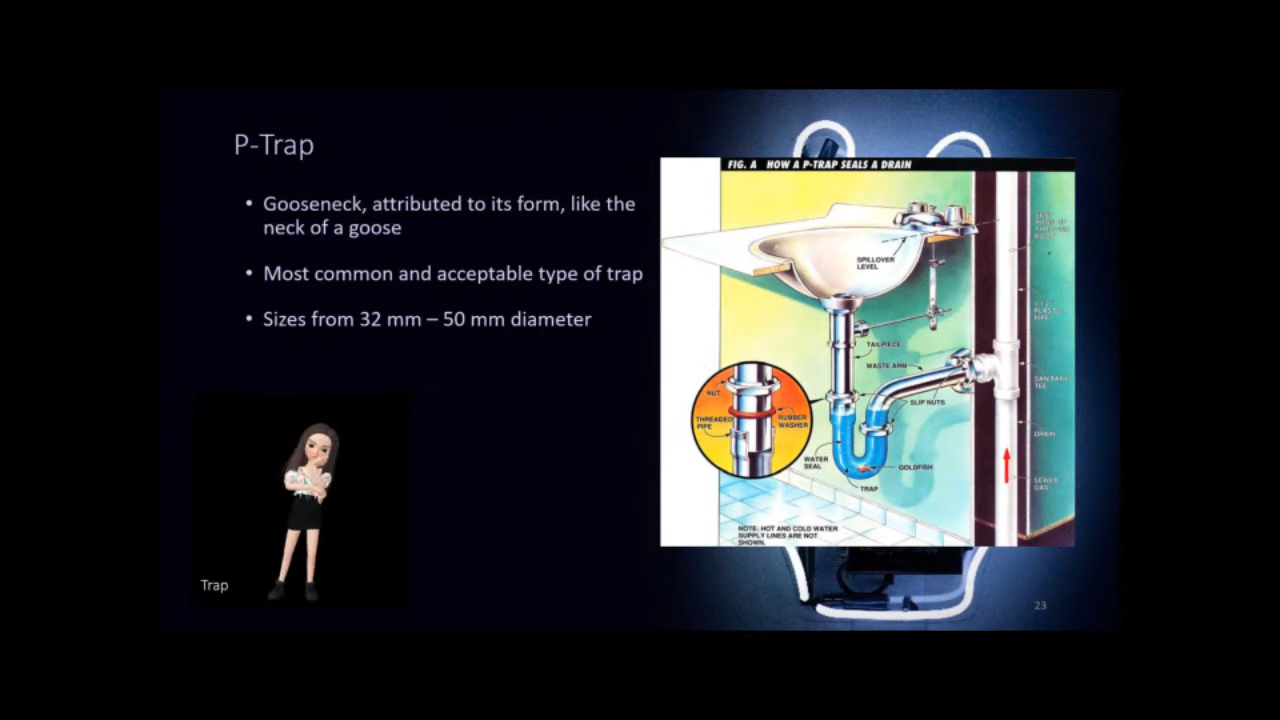 P-Trap
• Gooseneck, attributed to its form, like the
neck of a goose
• Most common and acceptable type of trap
• Sizes from 32 mm – 50 mm diameter
Trap
FIG. A HOW A P-TRAP SEALS A DRAIN
SPILLOVER
LEVEL
TAILPIECE
WASTE ARM
SLIP NUTS
NUT
THREADED
PIPE
RUBBER
WASHER
WATER
SEAL
GOLDFISH
TRAP
PLASTIC
PIPE
SANITARY
TEE
DRAIN
SEWER
GAS
NOTE: HOT AND COLD WATER
SUPPLY LINES ARE NOT
SHOWN.
23